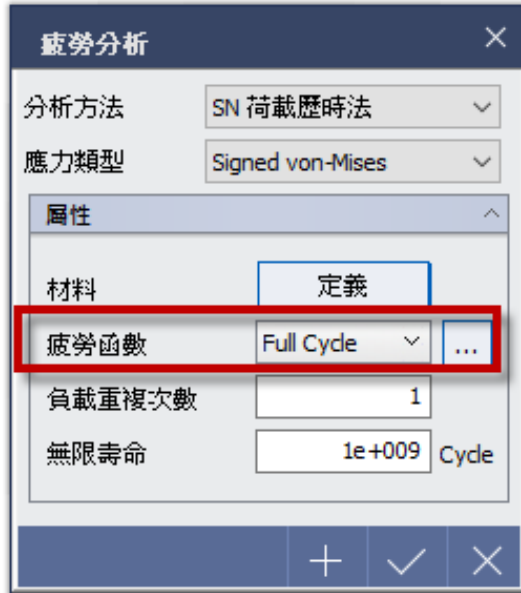 疲勞分析
分析方法 SN 荷載歷時法
應力類型 Signed von-Mises
屬性
材料 定義
疲勞函數 Full Cycle ...
負載重複次數 1
無限壽命 1e+009 Cycle